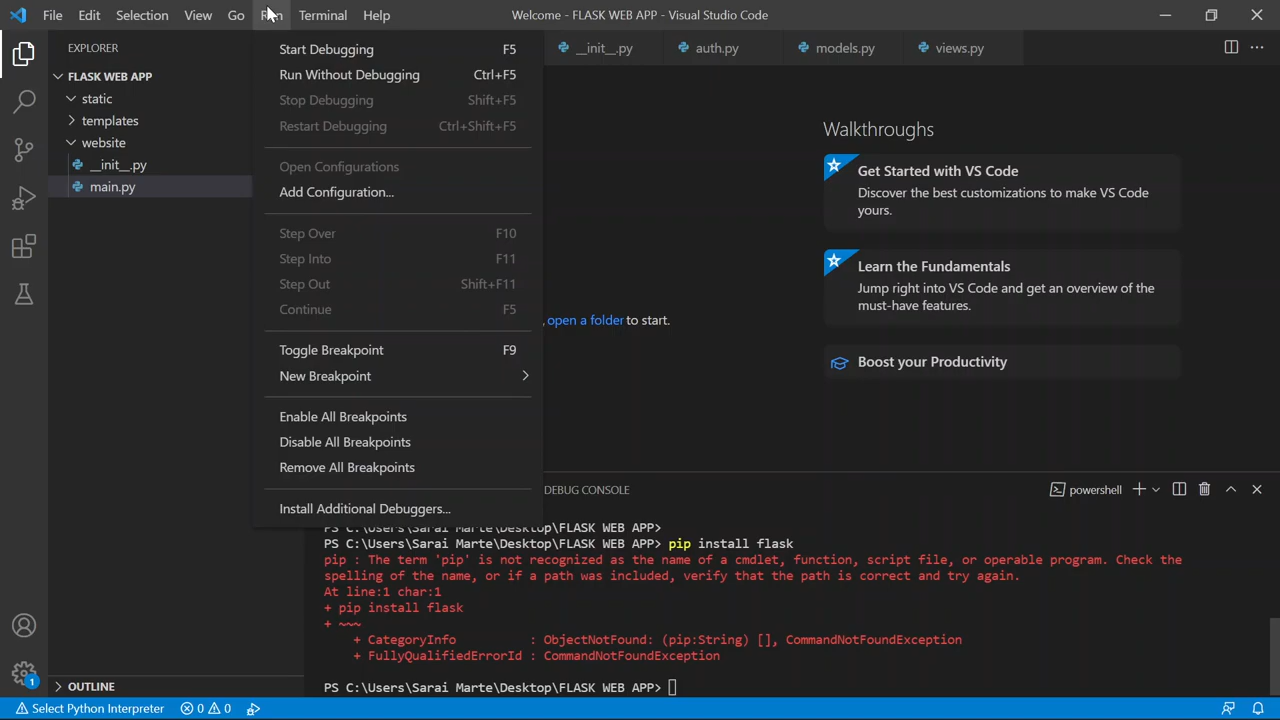 File Edit Selection View Go Run Terminal Help
Welcome - FLASK WEB APP - Visual Studio Code
EXPLORER
FLASK WEB APP
static
templates
website
__init__.py
main.py
OUTLINE
Start Debugging F5
Run Without Debugging Ctrl+F5
Stop Debugging Shift+F5
Restart Debugging Ctrl+Shift+F5
Open Configurations
Add Configuration...
Step Over F10
Step Into F11
Step Out Shift+F11
Continue F5
Toggle Breakpoint F9
New Breakpoint
Enable All Breakpoints
Disable All Breakpoints
Remove All Breakpoints
Install Additional Debuggers...
__init__.py auth.py models.py views.py
, open a folder to start.
Walkthroughs
Get Started with VS Code
Discover the best customizations to make VS Code
yours.
Learn the Fundamentals
Jump right into VS Code and get an overview of the
must-have features.
Boost your Productivity
DEBUG CONSOLE
powershell
PS C:\Users\Sarai Marte\Desktop\FLASK WEB APP>
PS C:\Users\Sarai Marte\Desktop\FLASK WEB APP> pip install flask
pip : The term 'pip' is not recognized as the name of a cmdlet, function, script file, or operable program. Check the
spelling of the name, or if a path was included, verify that the path is correct and try again.
At line:1 char:1
+ pip install flask
+ ~~~
+ CategoryInfo : ObjectNotFound: (pip:String) [], CommandNotFoundException
+ FullyQualifiedErrorId : CommandNotFoundException
PS C:\Users\Sarai Marte\Desktop\FLASK WEB APP>
1
Select Python Interpreter 0 0